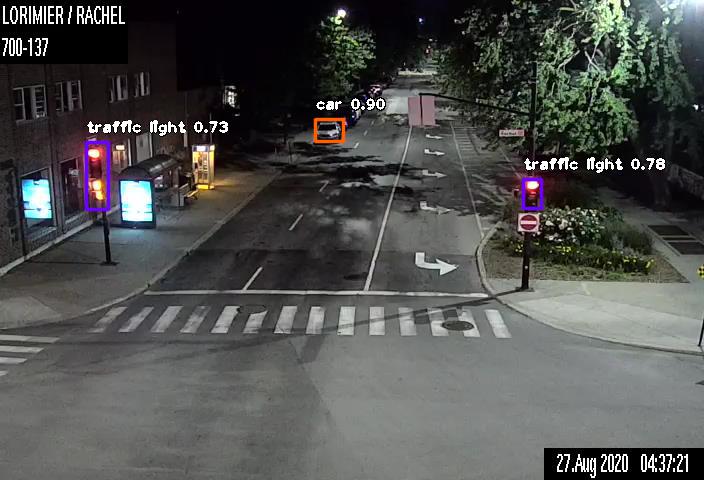 LORIMIER / RACHEL
700-137
car 0.90
traffic light 0.73
traffic light 0.78
27.Aug 2020 04:37:21